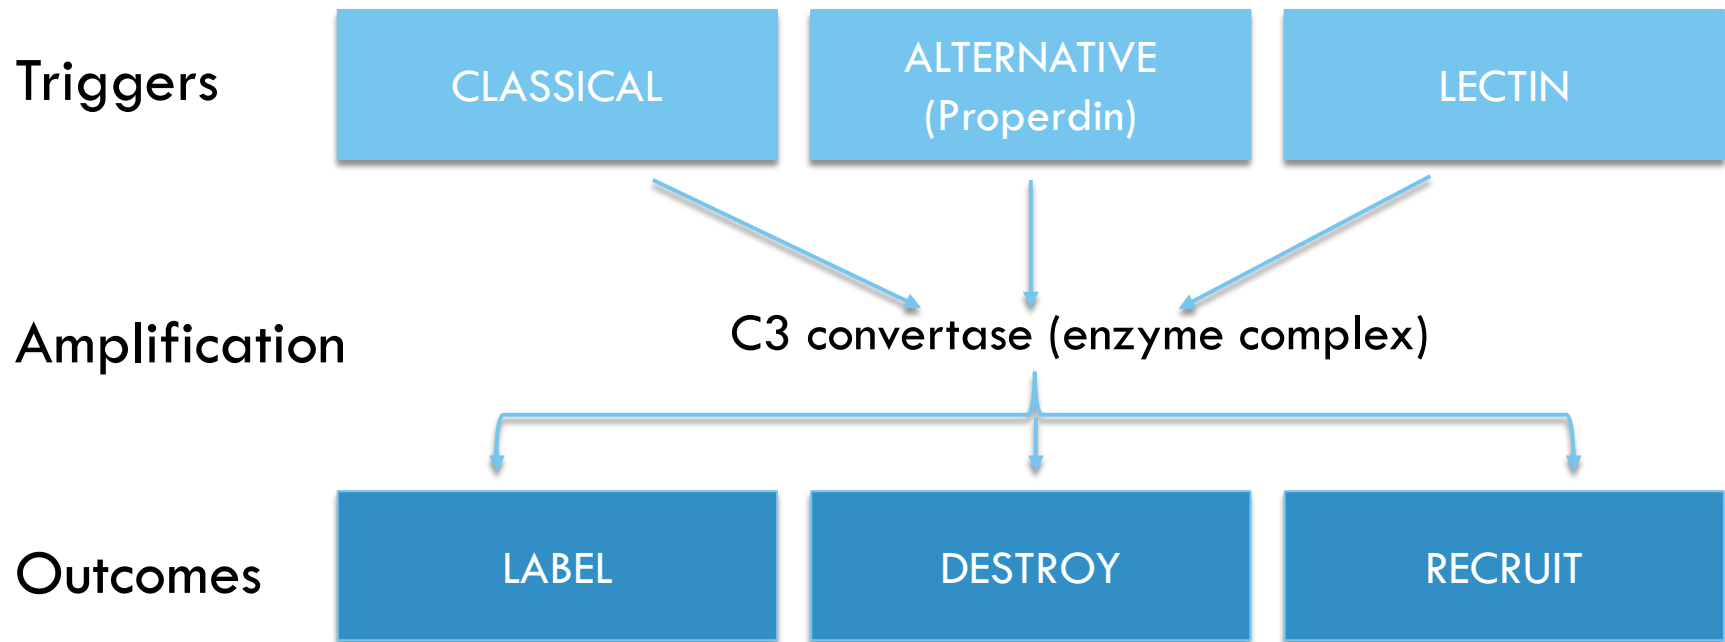 Triggers
CLASSICAL
ALTERNATIVE
(Properdin)
LECTIN
Amplification
C3 convertase (enzyme complex)
Outcomes
LABEL
DESTROY
RECRUIT